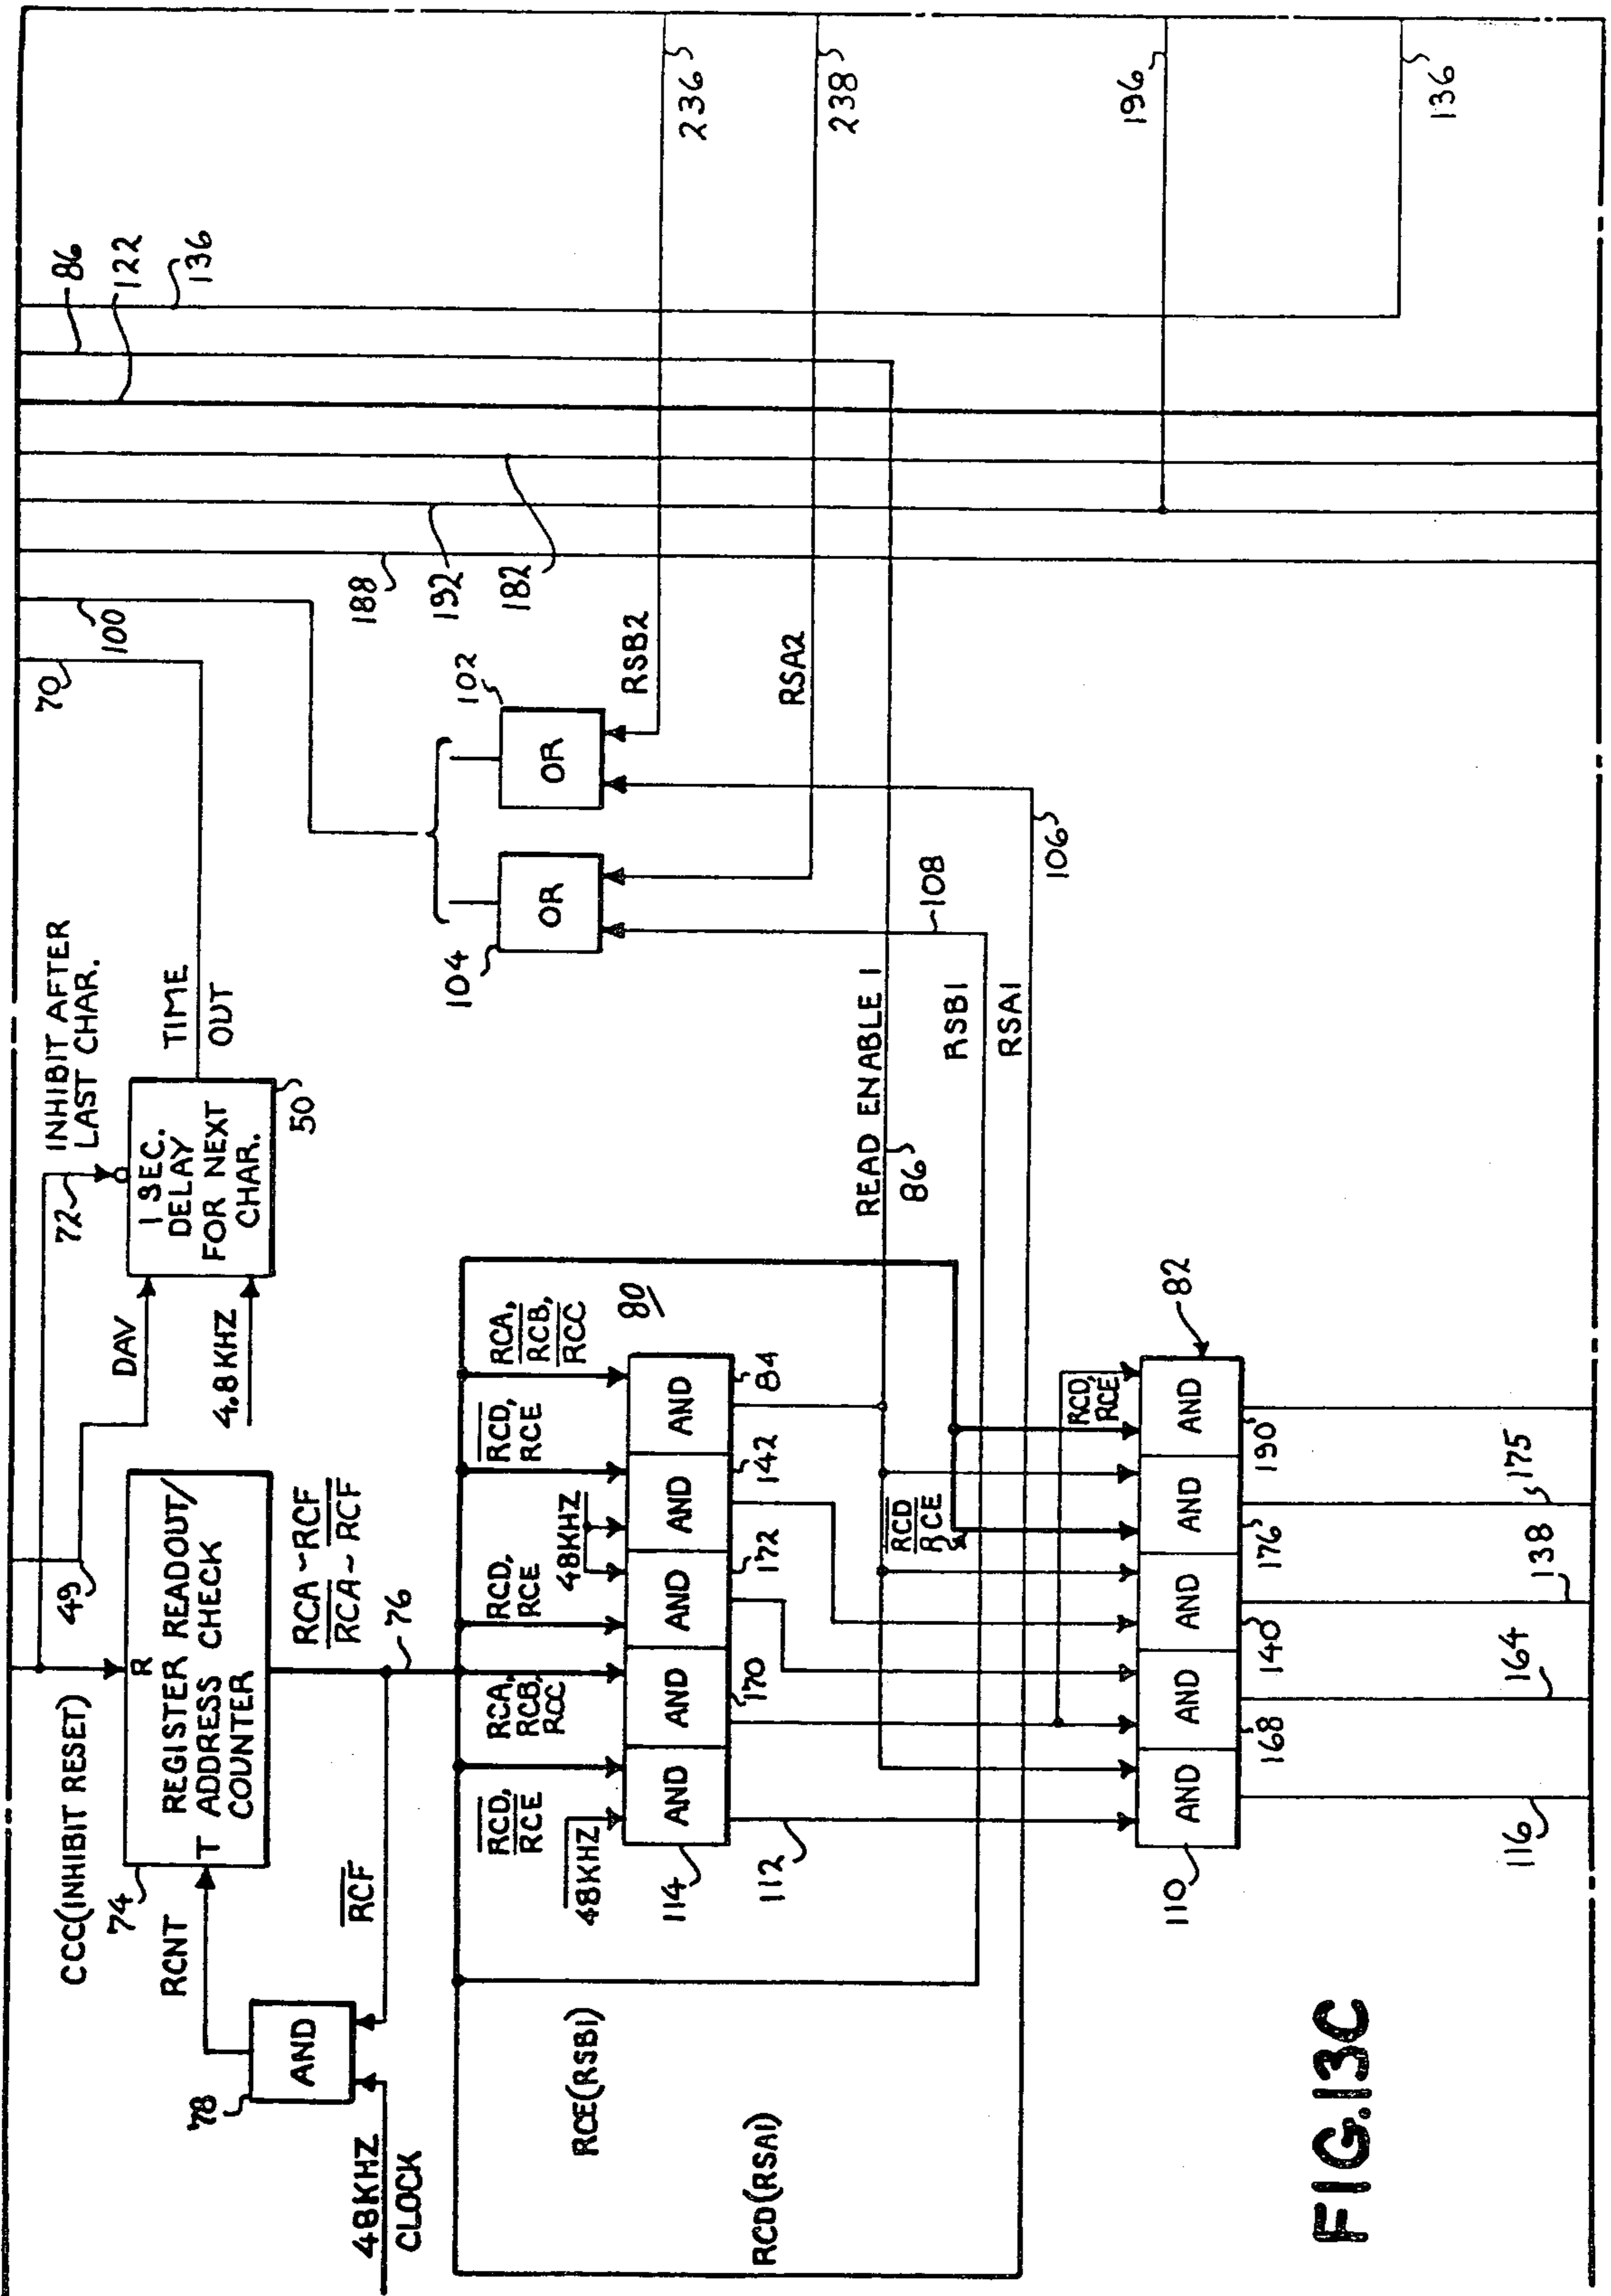 CCC(INHIBIT RESET)
49
72
INHIBIT AFTER
LAST CHAR.
70
100
188
192
182
86
122
136
74
R
T
REGISTER READOUT/
ADDRESS CHECK
COUNTER
RCNT
78
AND
48KHZ
CLOCK
RCF
RCA~RCF
RCA~RCF
76
DAV
4.8KHZ
1 SEC.
DELAY
FOR NEXT
CHAR.
50
TIME
OUT
104
OR
102
OR
RSB2
236
RSA2
238
196
136
RCE(RSB1)
RCD(RSA1)
RCD,
RCE
48KHZ
RCA,
RCB,
RCC
RCD,
RCE
48KHZ
RCD,
RCE
RCA,
RCB,
RCC
80
114
AND
AND
AND
AND
AND
112
170
172
142
84
READ ENABLE 1
86
RSB1
108
RSA1
106
RCD
RCE
RCD,
RCE
82
110
AND
AND
AND
AND
AND
168
140
176
190
116
164
138
175
FIG.13C